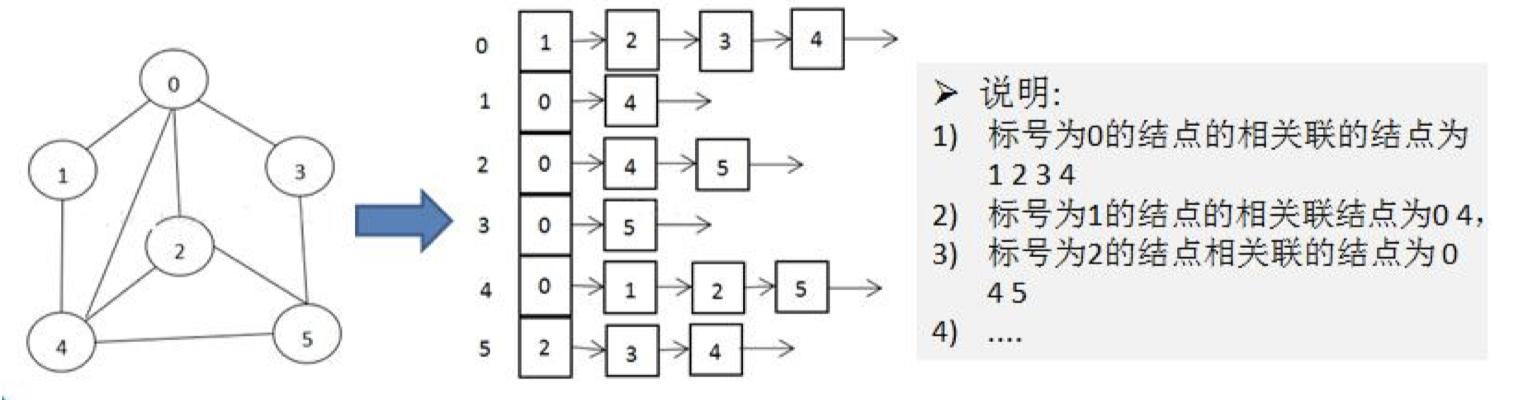 0
1
3
2
4
5
0 1 2 3 4
1 0 4
2 0 4 5
3 0 5
4 0 1 2 5
5 2 3 4
➢ 说明:
1) 标号为0的结点的相关联的结点为
1 2 3 4
2) 标号为1的结点的相关联结点为0 4，
3) 标号为2的结点相关联的结点为 0
4 5
4) ....